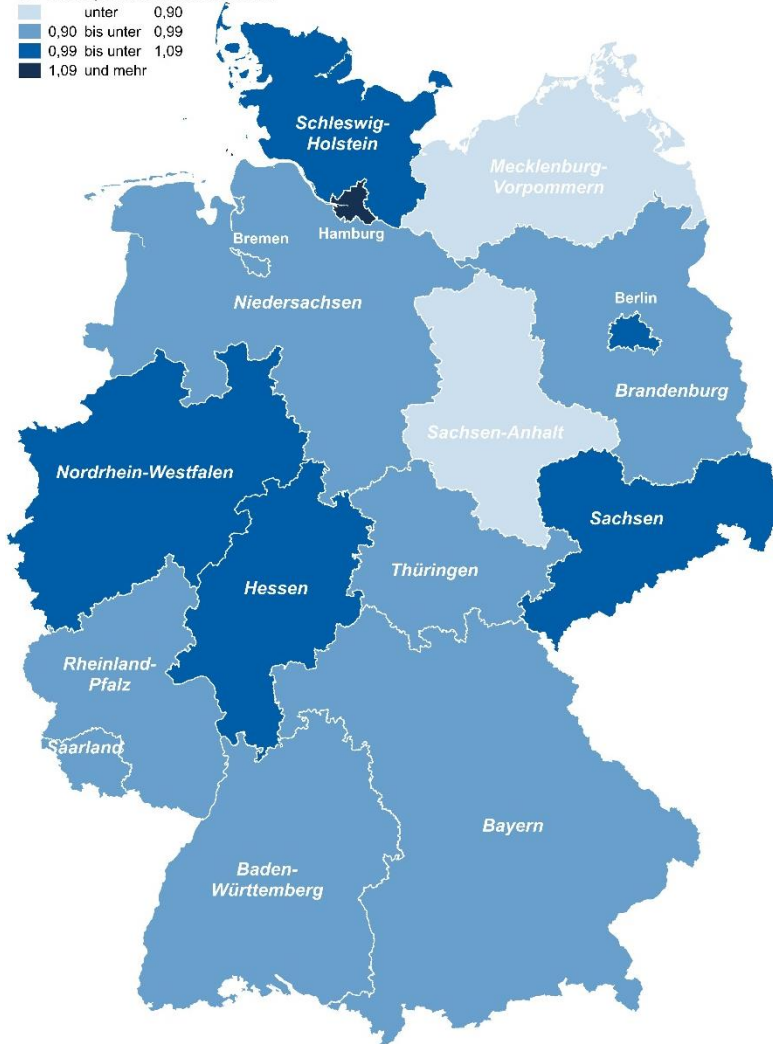 unter 0,90
0,90 bis unter 0,99
0,99 bis unter 1,09
1,09 und mehr
Schleswig-
Holstein
Mecklenburg-
Vorpommern
Hamburg
Bremen
Niedersachsen
Berlin
Brandenburg
Sachsen-Anhalt
Nordrhein-Westfalen
Sachsen
Thüringen
Hessen
Rheinland-
Pfalz
Saarland
Bayern
Baden-
Württemberg